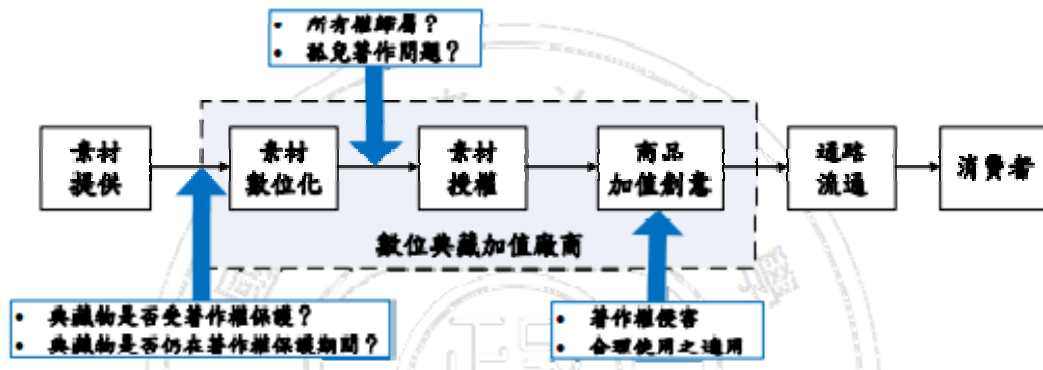 • 所有權歸屬？
• 孤兒著作問題？
素材
提供
素材
數位化
素材
授權
商品
加值創意
通路
流通
消費者
數位典藏加值廠商
• 典藏物是否受著作權保護？
• 典藏物是否仍在著作權保護期間？
• 著作權侵害
• 合理使用之適用